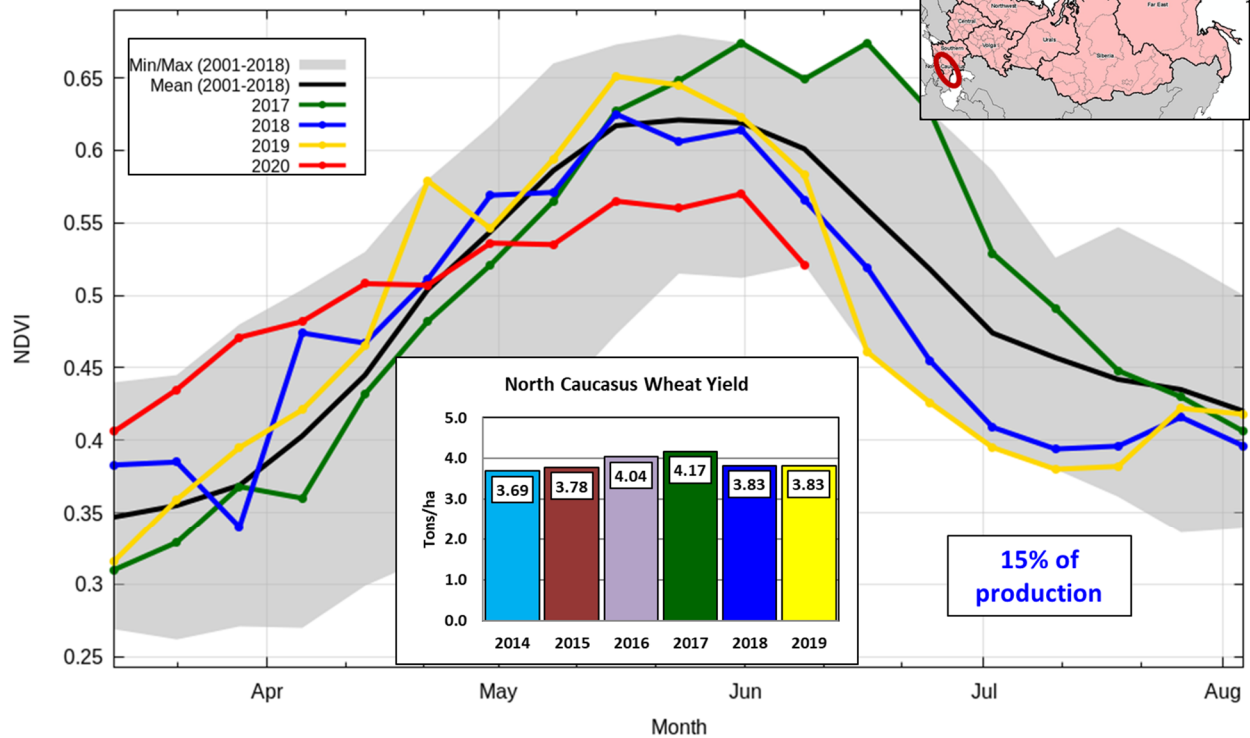 Min/Max (2001-2018)
Mean (2001-2018)
2017
2018
2019
2020
Northwest
Far East
Central
Urals
Volga
Southern
Siberia
0.65
0.6
0.55
0.5
0.45
0.4
0.35
0.3
0.25
NDVI
North Caucasus Wheat Yield
5.0
4.0
3.0
2.0
1.0
0.0
Tons/ha
3.69
3.78
4.04
4.17
3.83
3.83
2014
2015
2016
2017
2018
2019
15% of
production
Apr
May
Jun
Jul
Aug
Month